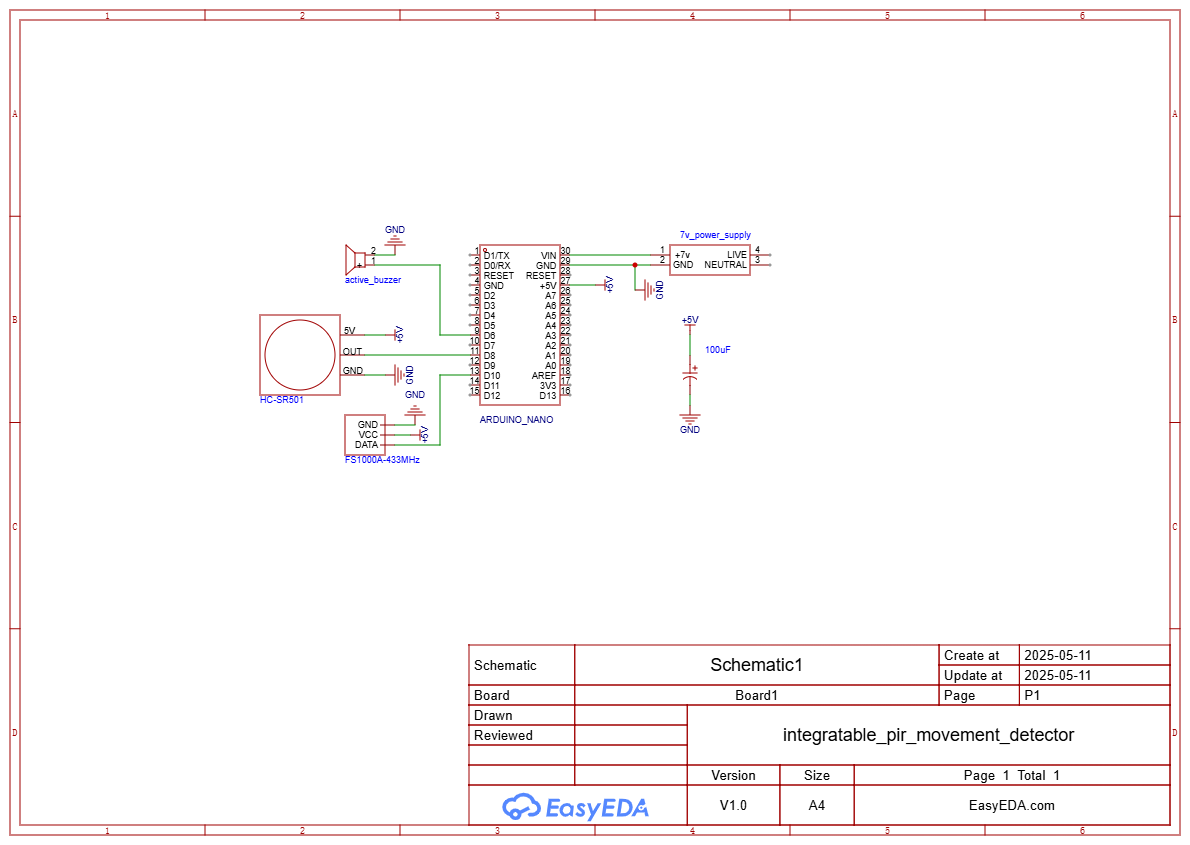 1 2 3 4 5 6
A A
GND
2
1
active_buzzer
7v_power_supply
1 +7v LIVE 4
2 GND NEUTRAL 3
GND
1 D1/TX VIN 30
2 D0/RX GND 29
3 RESET RESET 28
4 GND +5V 27
5 D2 A7 26
6 D3 A6 25
7 D4 A5 24
8 D5 A4 23
9 D6 A3 22
10 D7 A2 21
11 D8 A1 20
12 D9 A0 19
13 D10 AREF 18
14 D11 3V3 17
15 D12 D13 16
ARDUINO_NANO
+5V
B B
5V +5V
OUT
GND GND
HC-SR501
GND
GND
VCC +5V
DATA
FS1000A-433MHz
+5V
100uF
+
GND
C C
Schematic Schematic1 Create at 2025-05-11
Update at 2025-05-11
Board Board1 Page P1
Drawn
Reviewed
integratable_pir_movement_detector
D D
Version Size Page 1 Total 1
EasyEDA V1.0 A4 EasyEDA.com
1 2 3 4 5 6